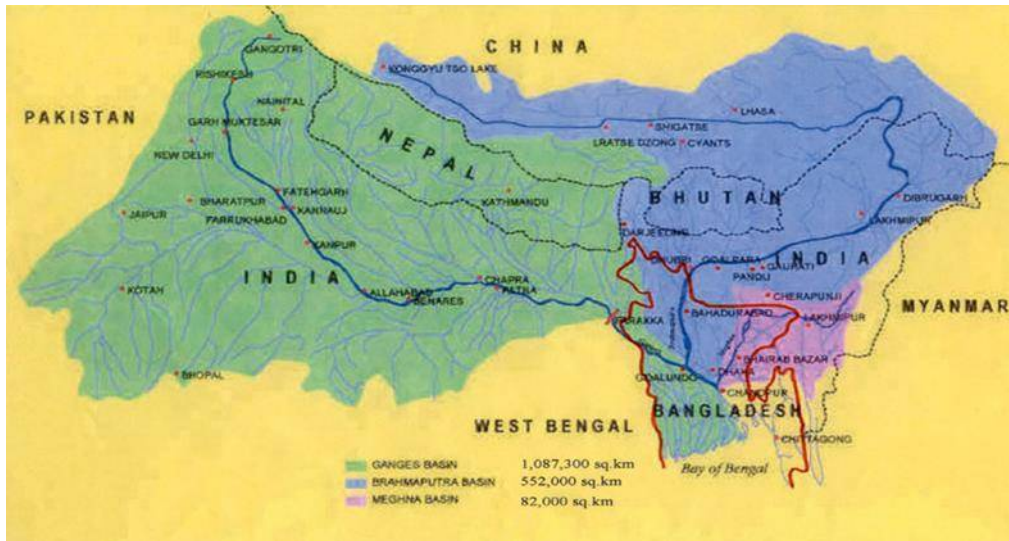 CHINA
GANGOTRI
KONGGYU TSO LAKE
RISHIKESH
NAINITAL
LHASA
PAKISTAN
GARH MUKTESAR
SHIGATSE
LRATSE DZONG
CYANTS
NEW DELHI
NEPAL
FATEHGARH
BHARATPUR
KANNAUJ
FARRUKHABAD
KATHMANDU
BHUTAN
DIBRUGARH
JAIPUR
LAKHMIPUR
DARJEELING
KANPUR
DHUBRI
GOALPARA
INDIA
GAUHATI
PANDU
INDIA
CHAPRA
PATNA
KOTAH
ALLAHABAD
BENARES
CHERAPUNJI
MYANMAR
BAHADURABAD
LAKHMIPUR
FARAKKA
BHAIRAB BAZAR
BHOPAL
GOALUNDO
DHAKA
CHANDPUR
BANGLADESH
WEST BENGAL
CHITTAGONG
GANGES BASIN 1,087,300 sq.km
Bay of Bengal
BRAHMAPUTRA BASIN 552,000 sq.km
MEGHNA BASIN 82,000 sq.km